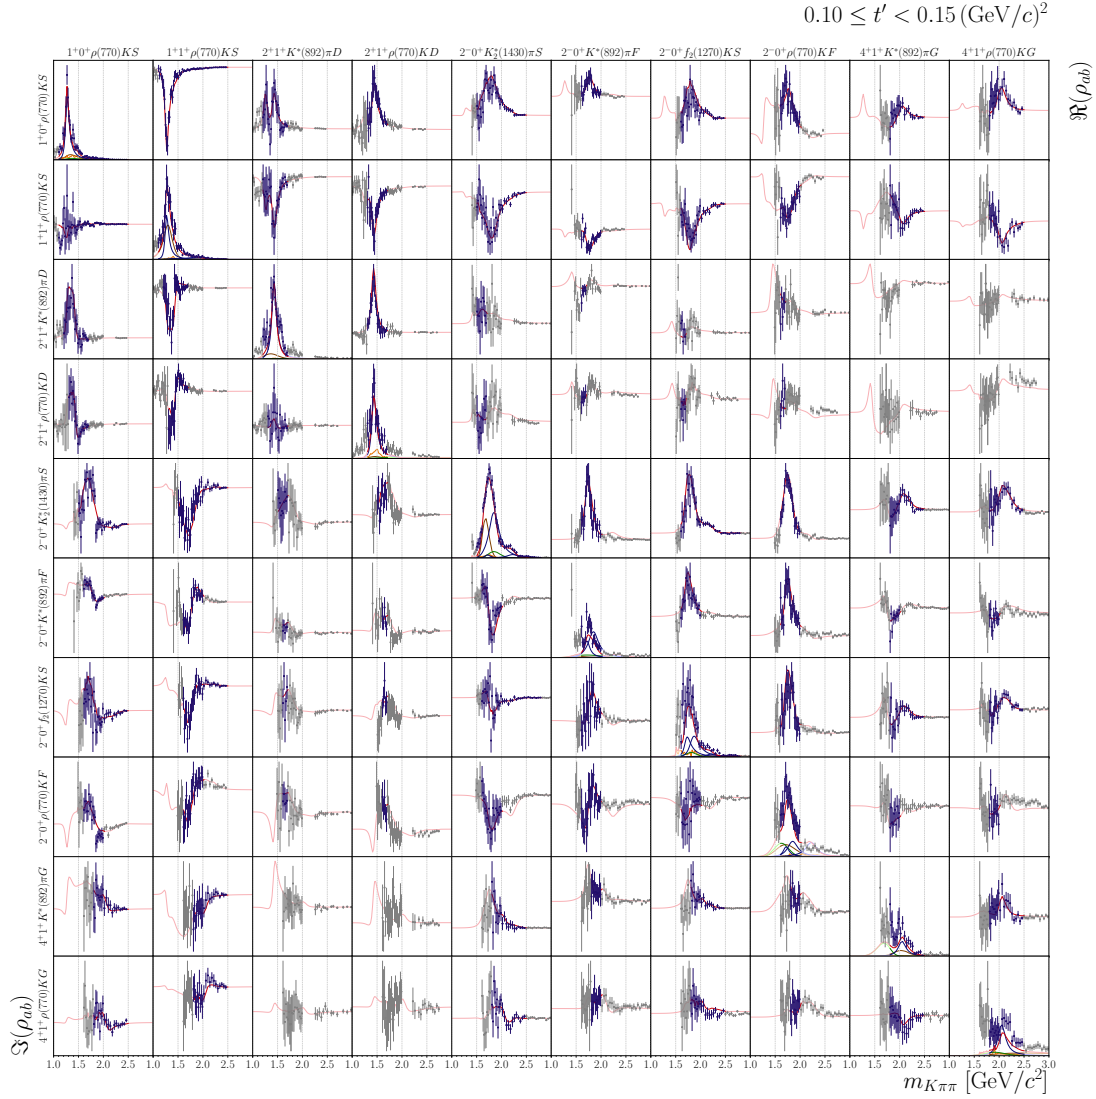 0.10 ≤ t′ < 0.15 (GeV/c)²
1⁺0⁺ρ(770)KS 1⁺1⁺ρ(770)KS 2⁺1⁺K*(892)πD 2⁺1⁺ρ(770)KD 2⁻0⁺K₂*(1430)πS 2⁻0⁺K*(892)πF 2⁻0⁺f₂(1270)KS 2⁻0⁺ρ(770)KF 4⁺1⁺K*(892)πG 4⁺1⁺ρ(770)KG
ℜ(ρ_ab)
1⁺0⁺ρ(770)KS
1⁺1⁺ρ(770)KS
2⁺1⁺K*(892)πD
2⁺1⁺ρ(770)KD
2⁻0⁺K₂*(1430)πS
2⁻0⁺K*(892)πF
2⁻0⁺f₂(1270)KS
2⁻0⁺ρ(770)KF
4⁺1⁺K*(892)πG
4⁺1⁺ρ(770)KG
ℑ(ρ_ab)
1.0 1.5 2.0 2.5 1.0 1.5 2.0 2.5 1.0 1.5 2.0 2.5 1.0 1.5 2.0 2.5 1.0 1.5 2.0 2.5 1.0 1.5 2.0 2.5 1.0 1.5 2.0 2.5 1.0 1.5 2.0 2.5 1.0 1.5 2.0 2.5 1.0 1.5 2.0 2.5 3.0
m_Kππ [GeV/c²]